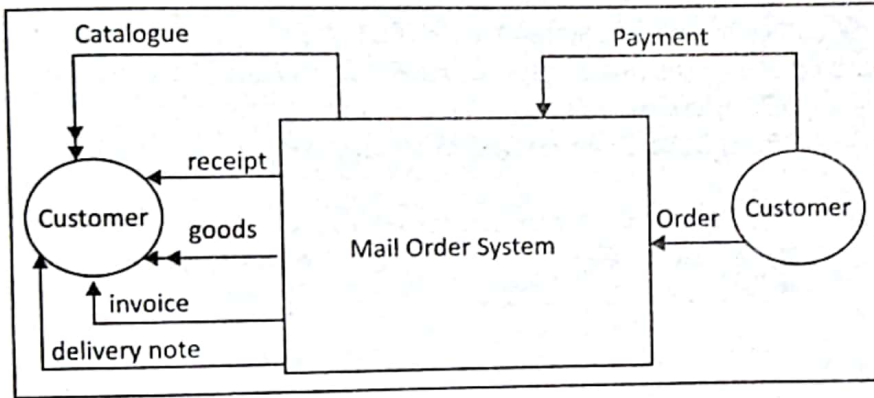 Catalogue
Payment
receipt
Customer
goods
Mail Order System
Order
Customer
invoice
delivery note